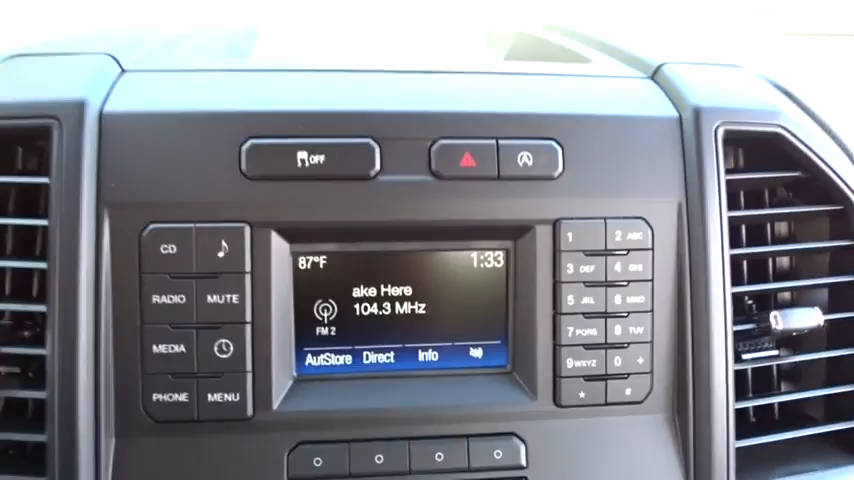 OFF
CD
RADIO MUTE
MEDIA
PHONE MENU
87°F 1:33
ake Here
104.3 MHz
FM 2
AutStore Direct Info
1 2 ABC
3 DEF 4 GHI
5 JKL 6 MNO
7 PQRS 8 TUV
9 WXYZ 0 +
* #